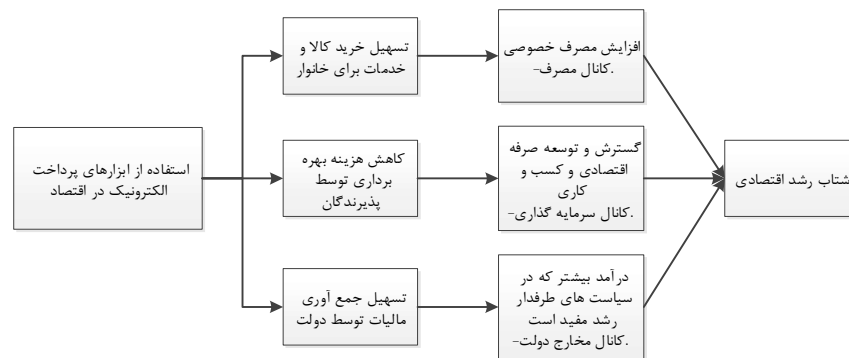 استفاده از ابزارهای پرداخت
الکترونیک در اقتصاد
تسهیل خرید کالا و
خدمات برای خانوار
افزایش مصرف خصوصی
-کانال مصرف.
کاهش هزینه بهره
برداری توسط
پذیرندگان
گسترش و توسعه صرفه
اقتصادی و کسب و
کاری
-کانال سرمایه گذاری.
تسهیل جمع آوری
مالیات توسط دولت
درآمد بیشتر که در
سیاست های طرفدار
رشد مفید است
-کانال مخارج دولت.
شتاب رشد اقتصادی